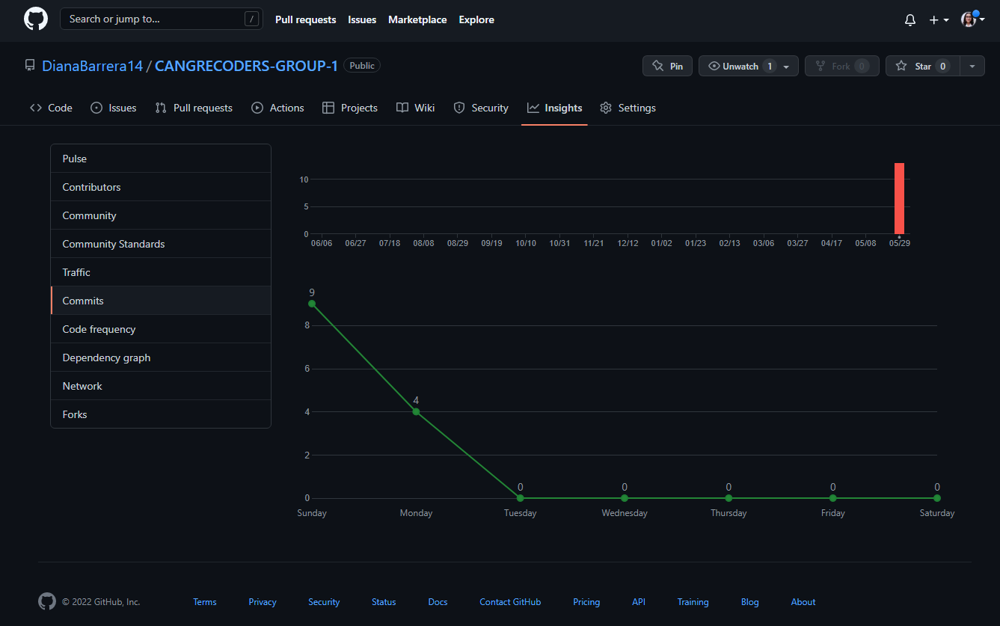 Search or jump to... / Pull requests Issues Marketplace Explore
DianaBarrera14 / CANGRECODERS-GROUP-1 Public Pin Unwatch 1 Fork 0 Star 0
Code Issues Pull requests Actions Projects Wiki Security Insights Settings
Pulse
Contributors
Community
Community Standards
Traffic
Commits
Code frequency
Dependency graph
Network
Forks
10
5
0
06/06 06/27 07/18 08/08 08/29 09/19 10/10 10/31 11/21 12/12 01/02 01/23 02/13 03/06 03/27 04/17 05/08 05/29
9
8
6
4
4
2
0 0 0 0 0
0
Sunday Monday Tuesday Wednesday Thursday Friday Saturday
© 2022 GitHub, Inc. Terms Privacy Security Status Docs Contact GitHub Pricing API Training Blog About